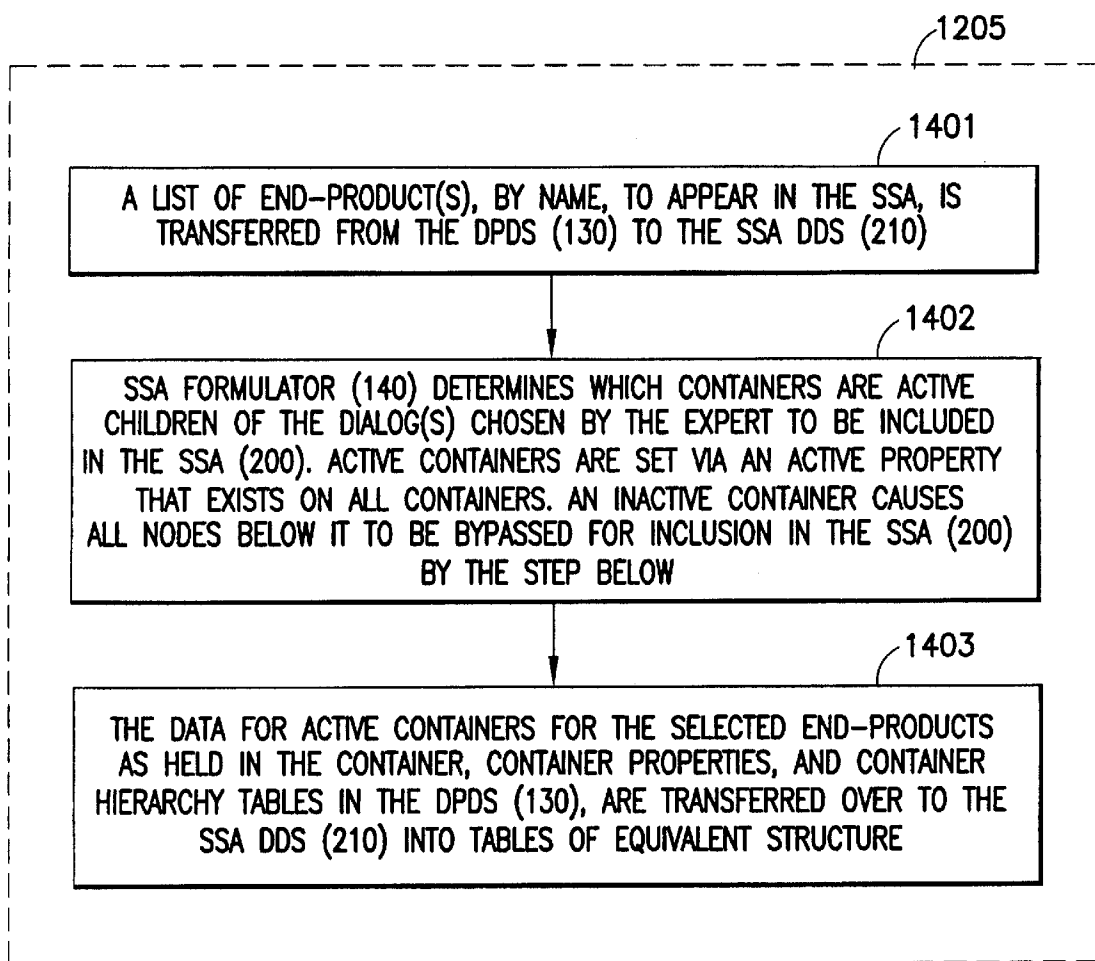 1205
1401
A LIST OF END-PRODUCT(S), BY NAME, TO APPEAR IN THE SSA, IS
TRANSFERRED FROM THE DPDS (130) TO THE SSA DDS (210)
1402
SSA FORMULATOR (140) DETERMINES WHICH CONTAINERS ARE ACTIVE
CHILDREN OF THE DIALOG(S) CHOSEN BY THE EXPERT TO BE INCLUDED
IN THE SSA (200). ACTIVE CONTAINERS ARE SET VIA AN ACTIVE PROPERTY
THAT EXISTS ON ALL CONTAINERS. AN INACTIVE CONTAINER CAUSES
ALL NODES BELOW IT TO BE BYPASSED FOR INCLUSION IN THE SSA (200)
BY THE STEP BELOW
1403
THE DATA FOR ACTIVE CONTAINERS FOR THE SELECTED END-PRODUCTS
AS HELD IN THE CONTAINER, CONTAINER PROPERTIES, AND CONTAINER
HIERARCHY TABLES IN THE DPDS (130), ARE TRANSFERRED OVER TO THE
SSA DDS (210) INTO TABLES OF EQUIVALENT STRUCTURE